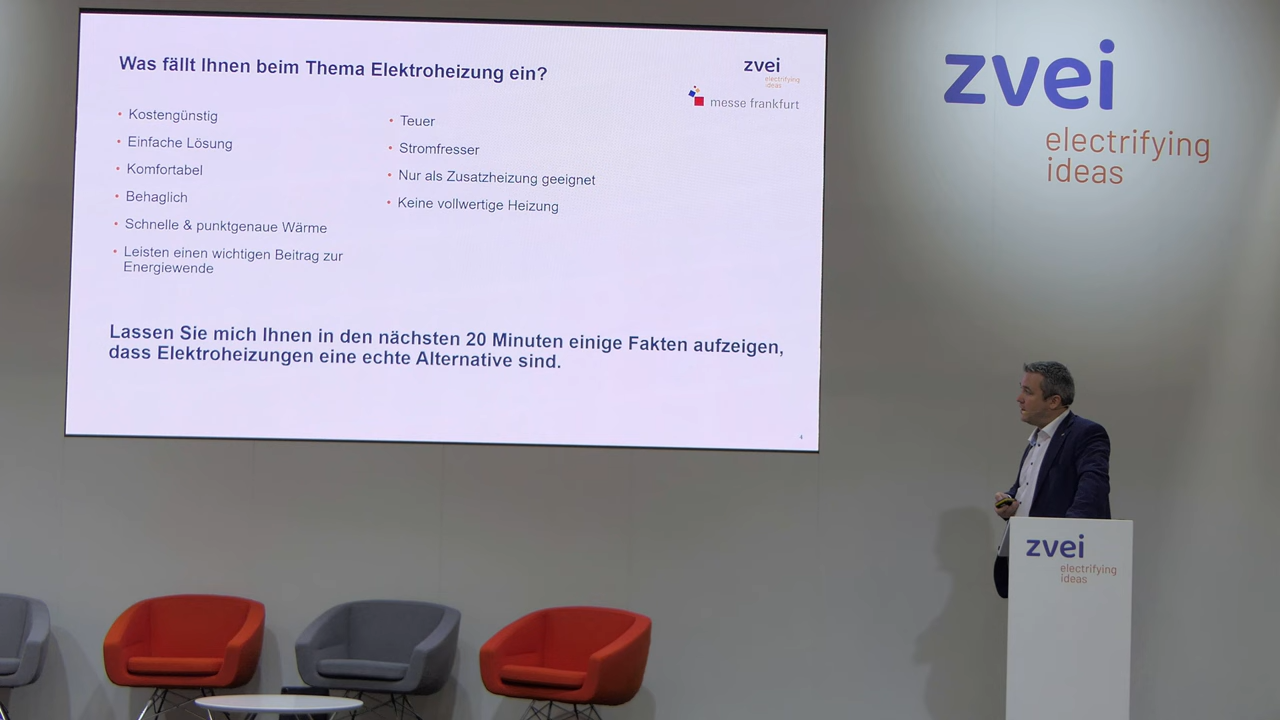 Was fällt Ihnen beim Thema Elektroheizung ein?
zvei
electrifying
ideas
messe frankfurt
• Kostengünstig
• Einfache Lösung
• Komfortabel
• Behaglich
• Schnelle & punktgenaue Wärme
• Leisten einen wichtigen Beitrag zur
Energiewende
• Teuer
• Stromfresser
• Nur als Zusatzheizung geeignet
• Keine vollwertige Heizung
Lassen Sie mich Ihnen in den nächsten 20 Minuten einige Fakten aufzeigen,
dass Elektroheizungen eine echte Alternative sind.
4
zvei
electrifying
ideas
zvei
electrifying
ideas